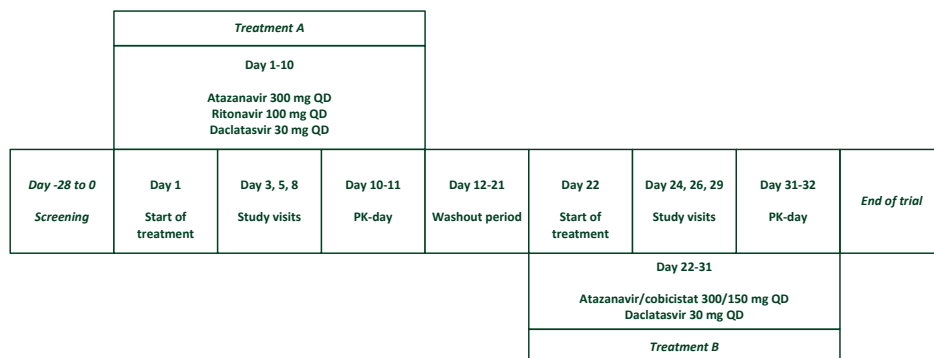 Treatment A
Day 1-10
Atazanavir 300 mg QD
Ritonavir 100 mg QD
Daclatasvir 30 mg QD
Day -28 to 0
Screening
Day 1
Start of
treatment
Day 3, 5, 8
Study visits
Day 10-11
PK-day
Day 12-21
Washout period
Day 22
Start of
treatment
Day 24, 26, 29
Study visits
Day 31-32
PK-day
End of trial
Day 22-31
Atazanavir/cobicistat 300/150 mg QD
Daclatasvir 30 mg QD
Treatment B